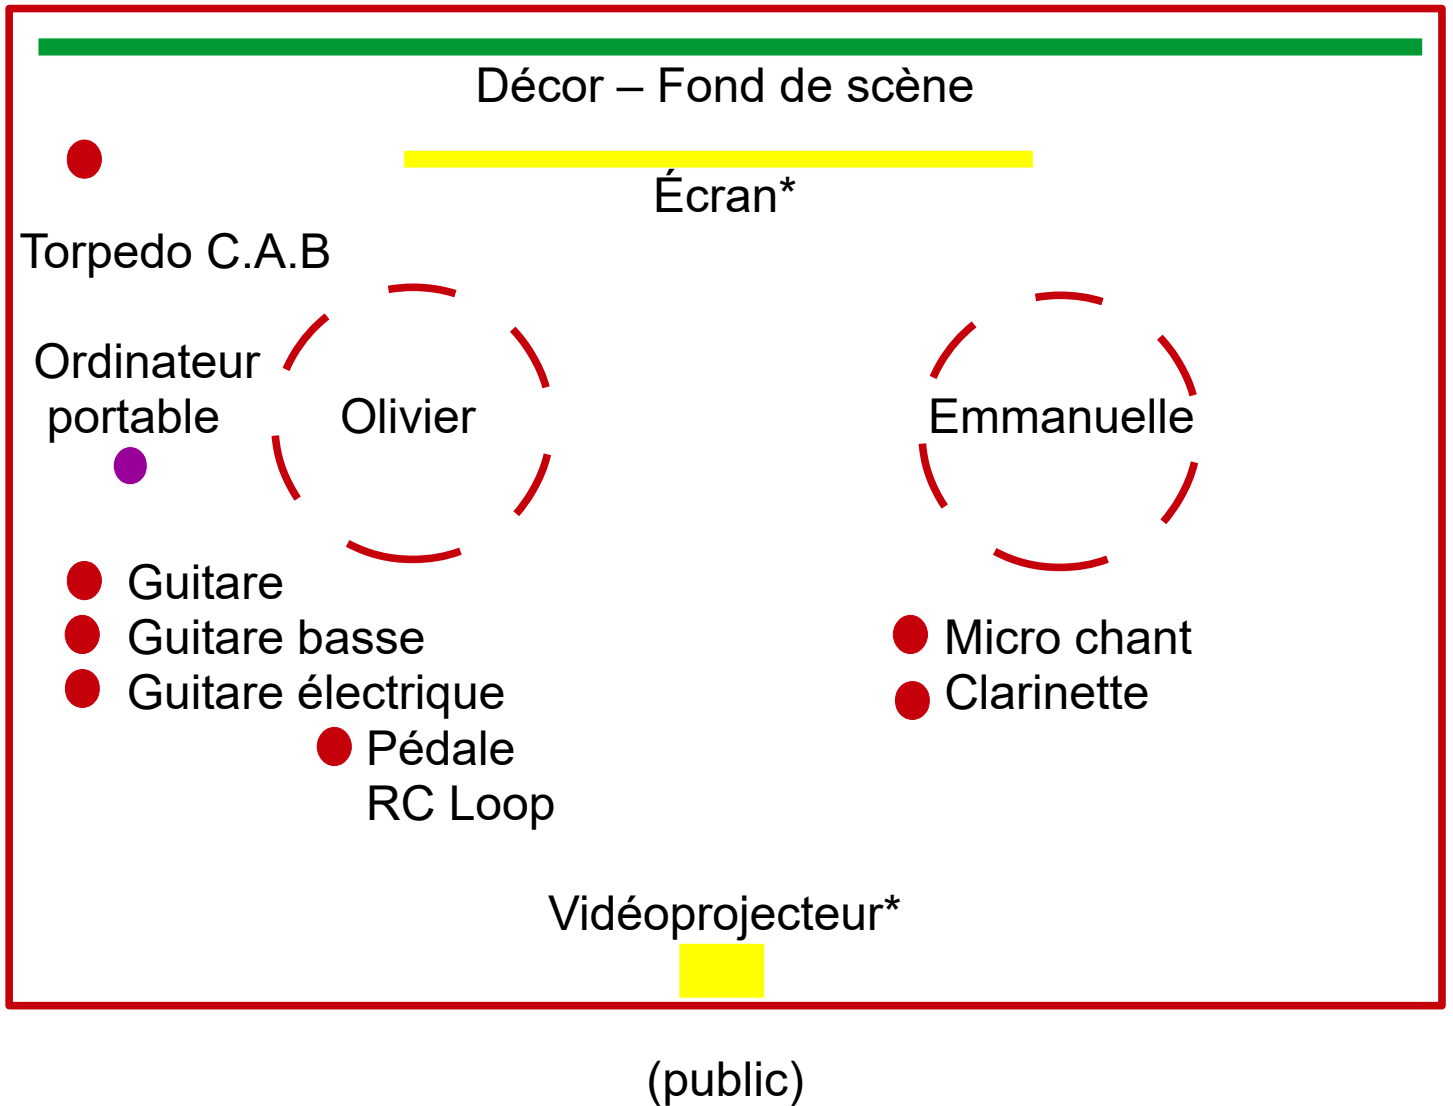 Décor – Fond de scène
Écran*
Torpedo C.A.B
Ordinateur
portable
Olivier
Emmanuelle
Guitare
Guitare basse
Guitare électrique
Pédale
RC Loop
Micro chant
Clarinette
Vidéoprojecteur*
(public)